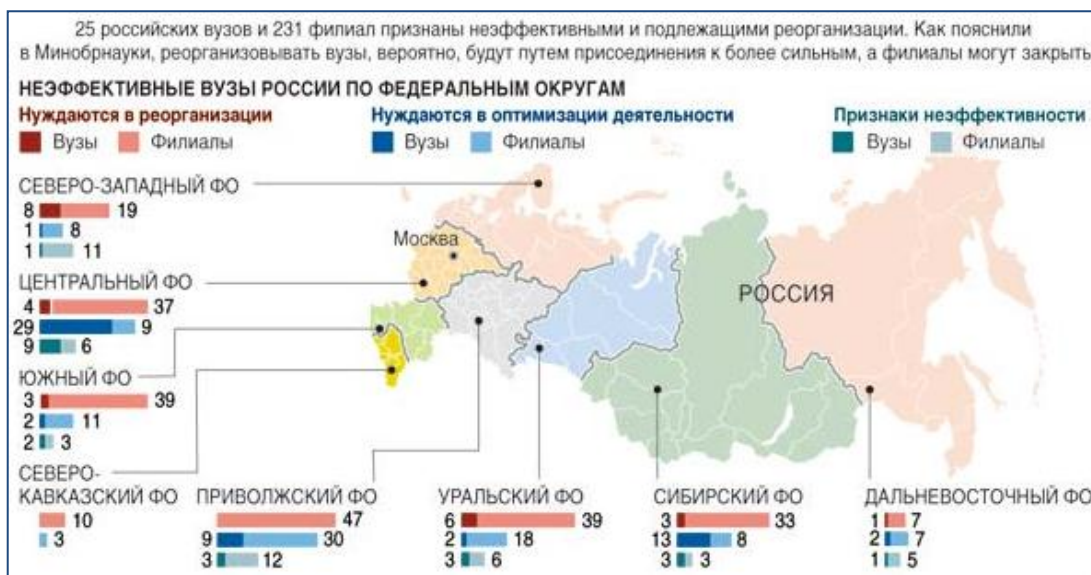 25 российских вузов и 231 филиал признаны неэффективными и подлежащими реорганизации. Как пояснили
в Минобрнауки, реорганизовывать вузы, вероятно, будут путем присоединения к более сильным, а филиалы могут закрыть
НЕЭФФЕКТИВНЫЕ ВУЗЫ РОССИИ ПО ФЕДЕРАЛЬНЫМ ОКРУГАМ
Нуждаются в реорганизации
Вузы Филиалы
Нуждаются в оптимизации деятельности
Вузы Филиалы
Признаки неэффективности
Вузы Филиалы
СЕВЕРО-ЗАПАДНЫЙ ФО
8 19
1 8
1 11
Москва
РОССИЯ
ЦЕНТРАЛЬНЫЙ ФО
4 37
29 9
9 6
ЮЖНЫЙ ФО
3 39
2 11
2 3
СЕВЕРО-
КАВКАЗСКИЙ ФО
10
3
ПРИВОЛЖСКИЙ ФО
47
9 30
3 12
УРАЛЬСКИЙ ФО
6 39
2 18
3 6
СИБИРСКИЙ ФО
3 33
13 8
3 3
ДАЛЬНЕВОСТОЧНЫЙ ФО
1 7
2 7
1 5